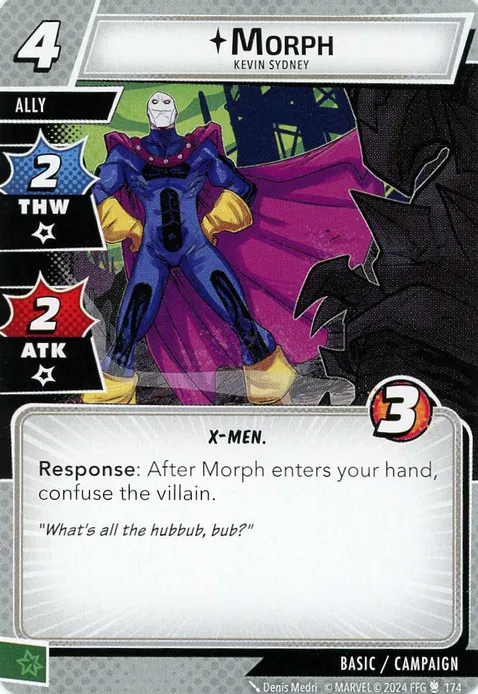 4
Morph
KEVIN SYDNEY
ALLY
2
THW
2
ATK
3
X-MEN.
Response: After Morph enters your hand,
confuse the villain.
"What's all the hubbub, bub?"
BASIC / CAMPAIGN
Denis Medri © MARVEL © 2024 FFG 174